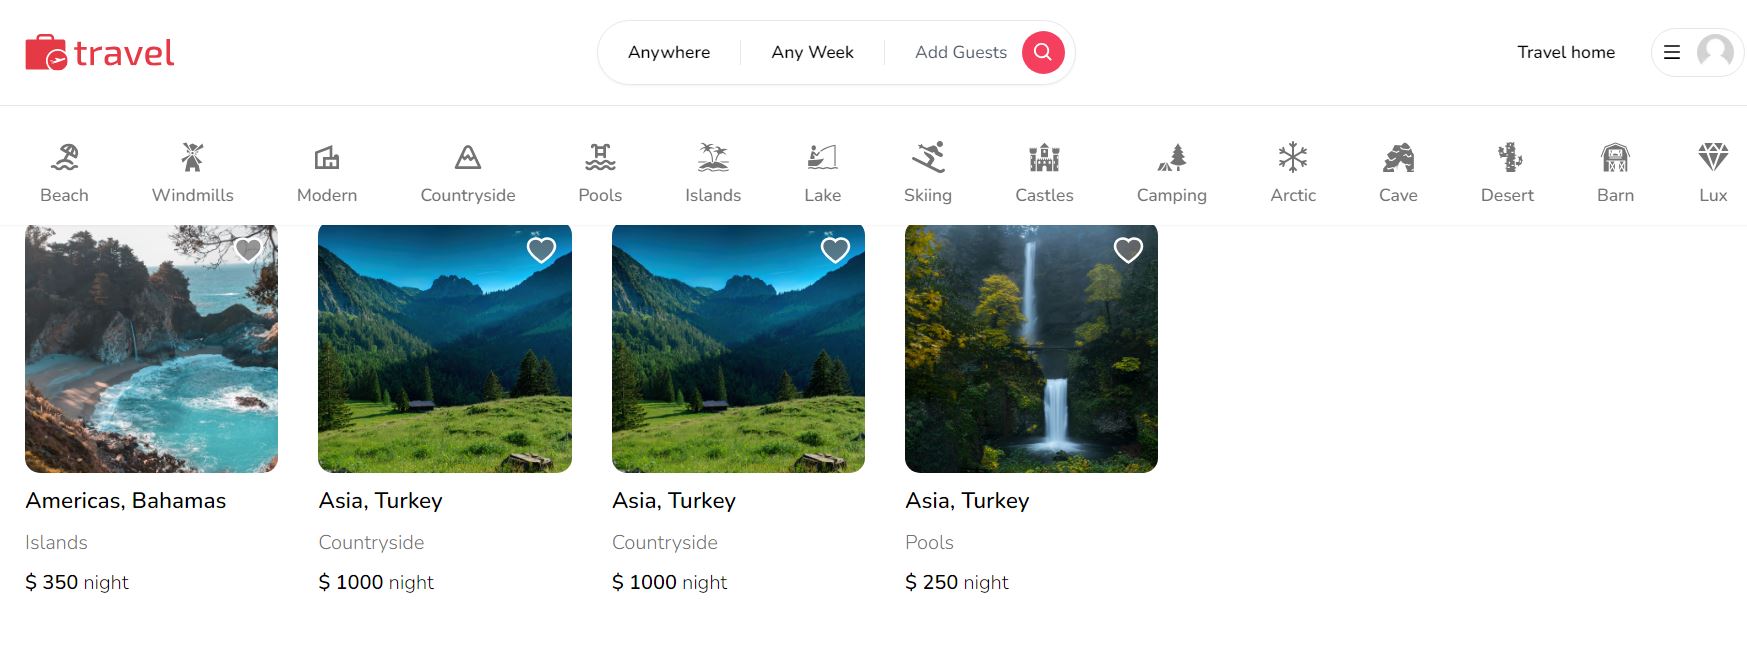 travel
Anywhere
Any Week
Add Guests
Travel home
Beach
Windmills
Modern
Countryside
Pools
Islands
Lake
Skiing
Castles
Camping
Arctic
Cave
Desert
Barn
Lux
Americas, Bahamas
Islands
$ 350 night
Asia, Turkey
Countryside
$ 1000 night
Asia, Turkey
Countryside
$ 1000 night
Asia, Turkey
Pools
$ 250 night